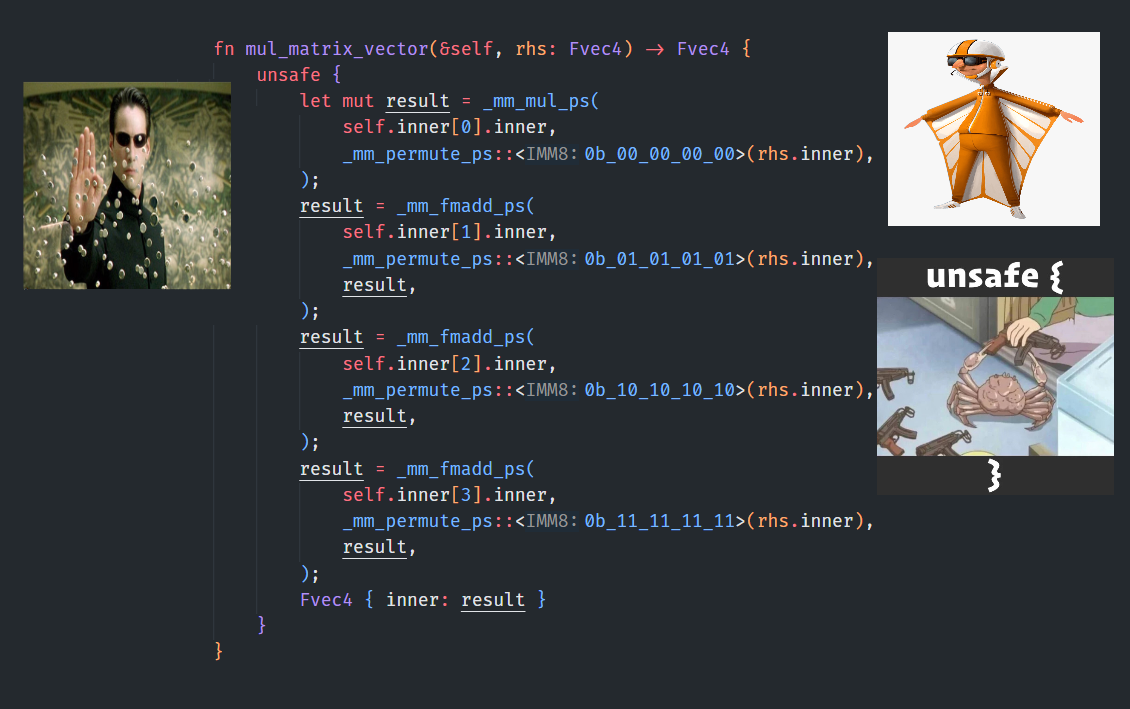 fn mul_matrix_vector(&self, rhs: Fvec4) → Fvec4 {
unsafe {
let mut result = _mm_mul_ps(
self.inner[0].inner,
_mm_permute_ps::<IMM8: 0b_00_00_00_00>(rhs.inner),
);
result = _mm_fmadd_ps(
self.inner[1].inner,
_mm_permute_ps::<IMM8: 0b_01_01_01_01>(rhs.inner),
result,
);
result = _mm_fmadd_ps(
self.inner[2].inner,
_mm_permute_ps::<IMM8: 0b_10_10_10_10>(rhs.inner),
result,
);
result = _mm_fmadd_ps(
self.inner[3].inner,
_mm_permute_ps::<IMM8: 0b_11_11_11_11>(rhs.inner),
result,
);
Fvec4 { inner: result }
}
}
unsafe {
}